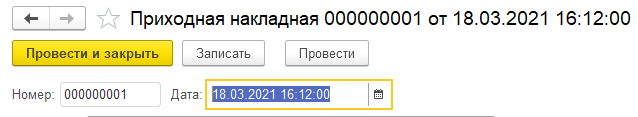 Приходная накладная 000000001 от 18.03.2021 16:12:00
Провести и закрыть Записать Провести
Номер: 000000001 Дата: 18.03.2021 16:12:00